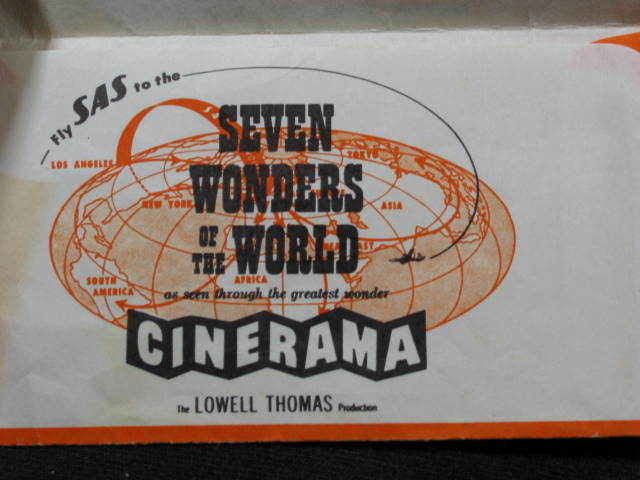 Fly SAS to the
SEVEN
WONDERS
OF THE WORLD
LOS ANGELES
TOKYO
NEW YORK
ASIA
EAST
SOUTH AMERICA
AFRICA
as seen through the greatest wonder
CINERAMA
The LOWELL THOMAS Production